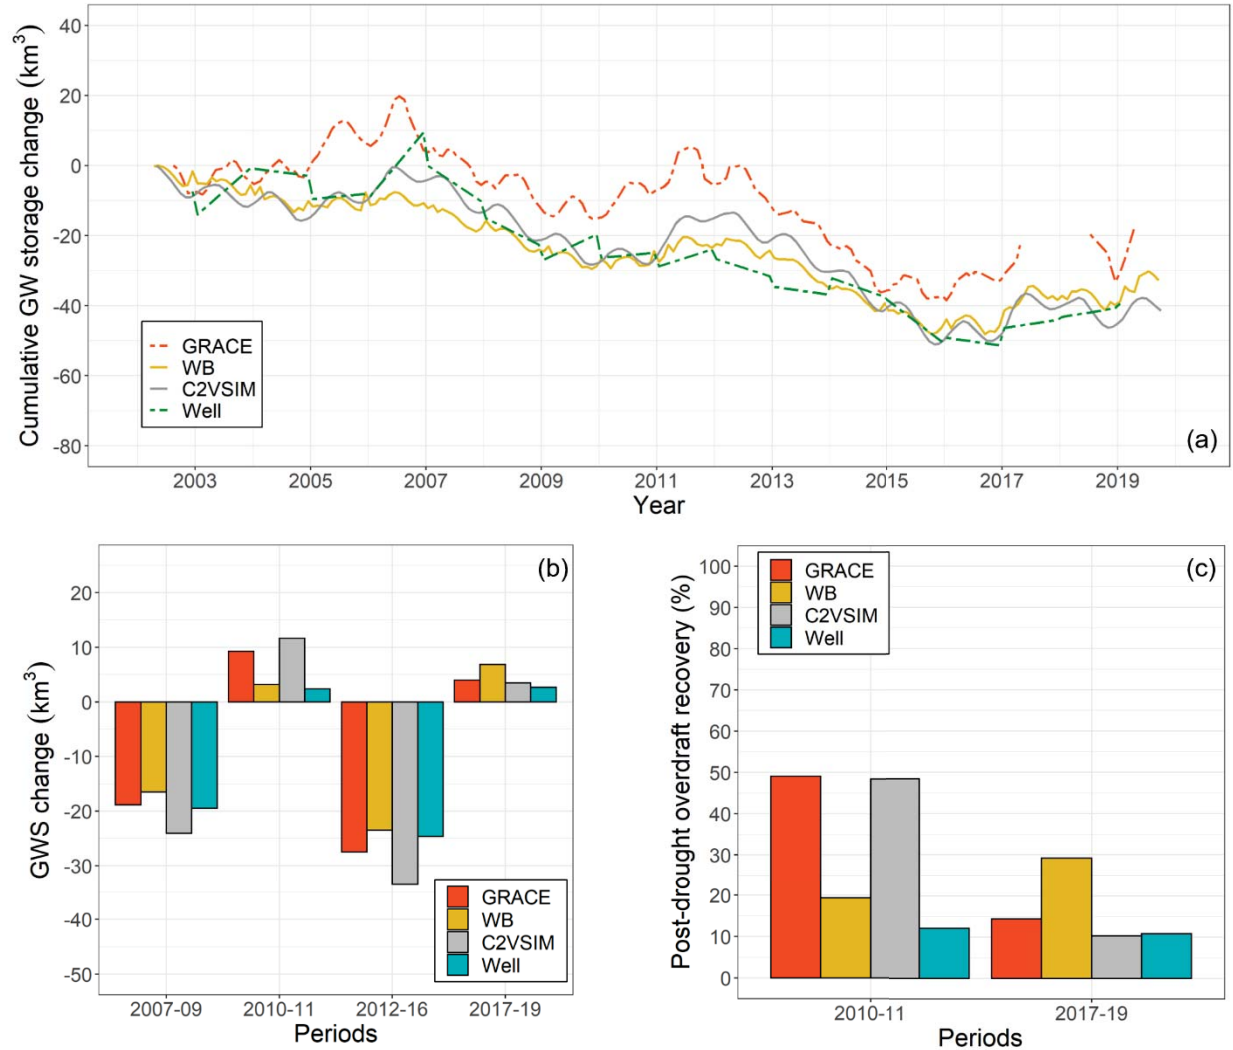 Cumulative GW storage change (km³)
40
20
0
-20
-40
-60
-80
GRACE
WB
C2VSIM
Well
(a)
2003 2005 2007 2009 2011 2013 2015 2017 2019
Year
GWS change (km³)
20
10
0
-10
-20
-30
-40
-50
(b)
GRACE
WB
C2VSIM
Well
2007-09 2010-11 2012-16 2017-19
Periods
Post-drought overdraft recovery (%)
100
90
80
70
60
50
40
30
20
10
0
GRACE
WB
C2VSIM
Well
(c)
2010-11 2017-19
Periods